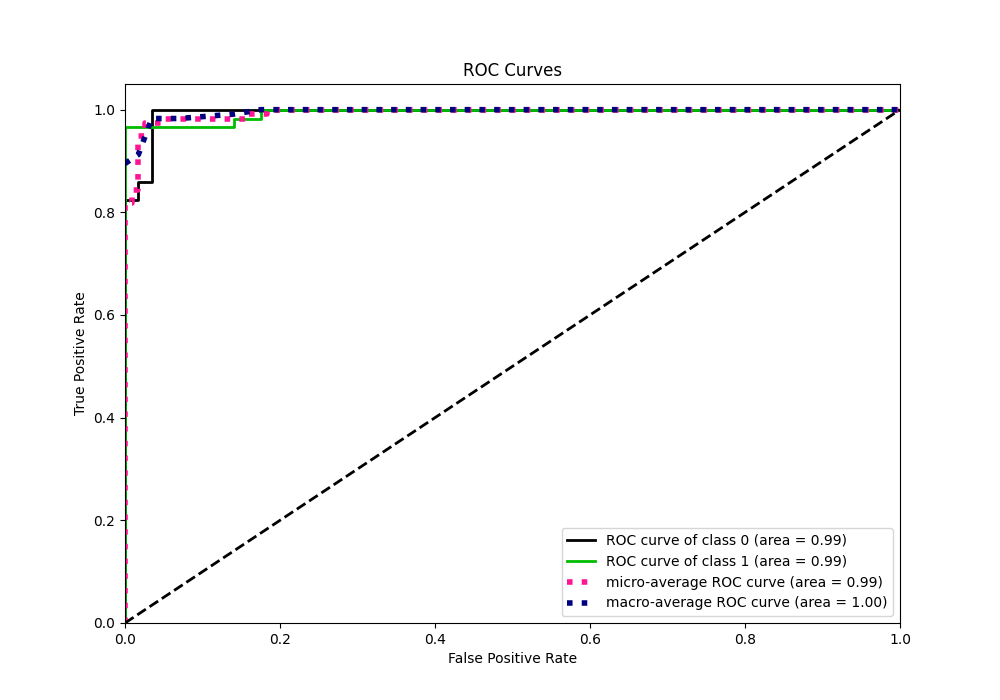 ROC Curves
True Positive Rate
1.0
0.8
0.6
0.4
0.2
0.0
0.0 0.2 0.4 0.6 0.8 1.0
False Positive Rate
ROC curve of class 0 (area = 0.99)
ROC curve of class 1 (area = 0.99)
micro-average ROC curve (area = 0.99)
macro-average ROC curve (area = 1.00)